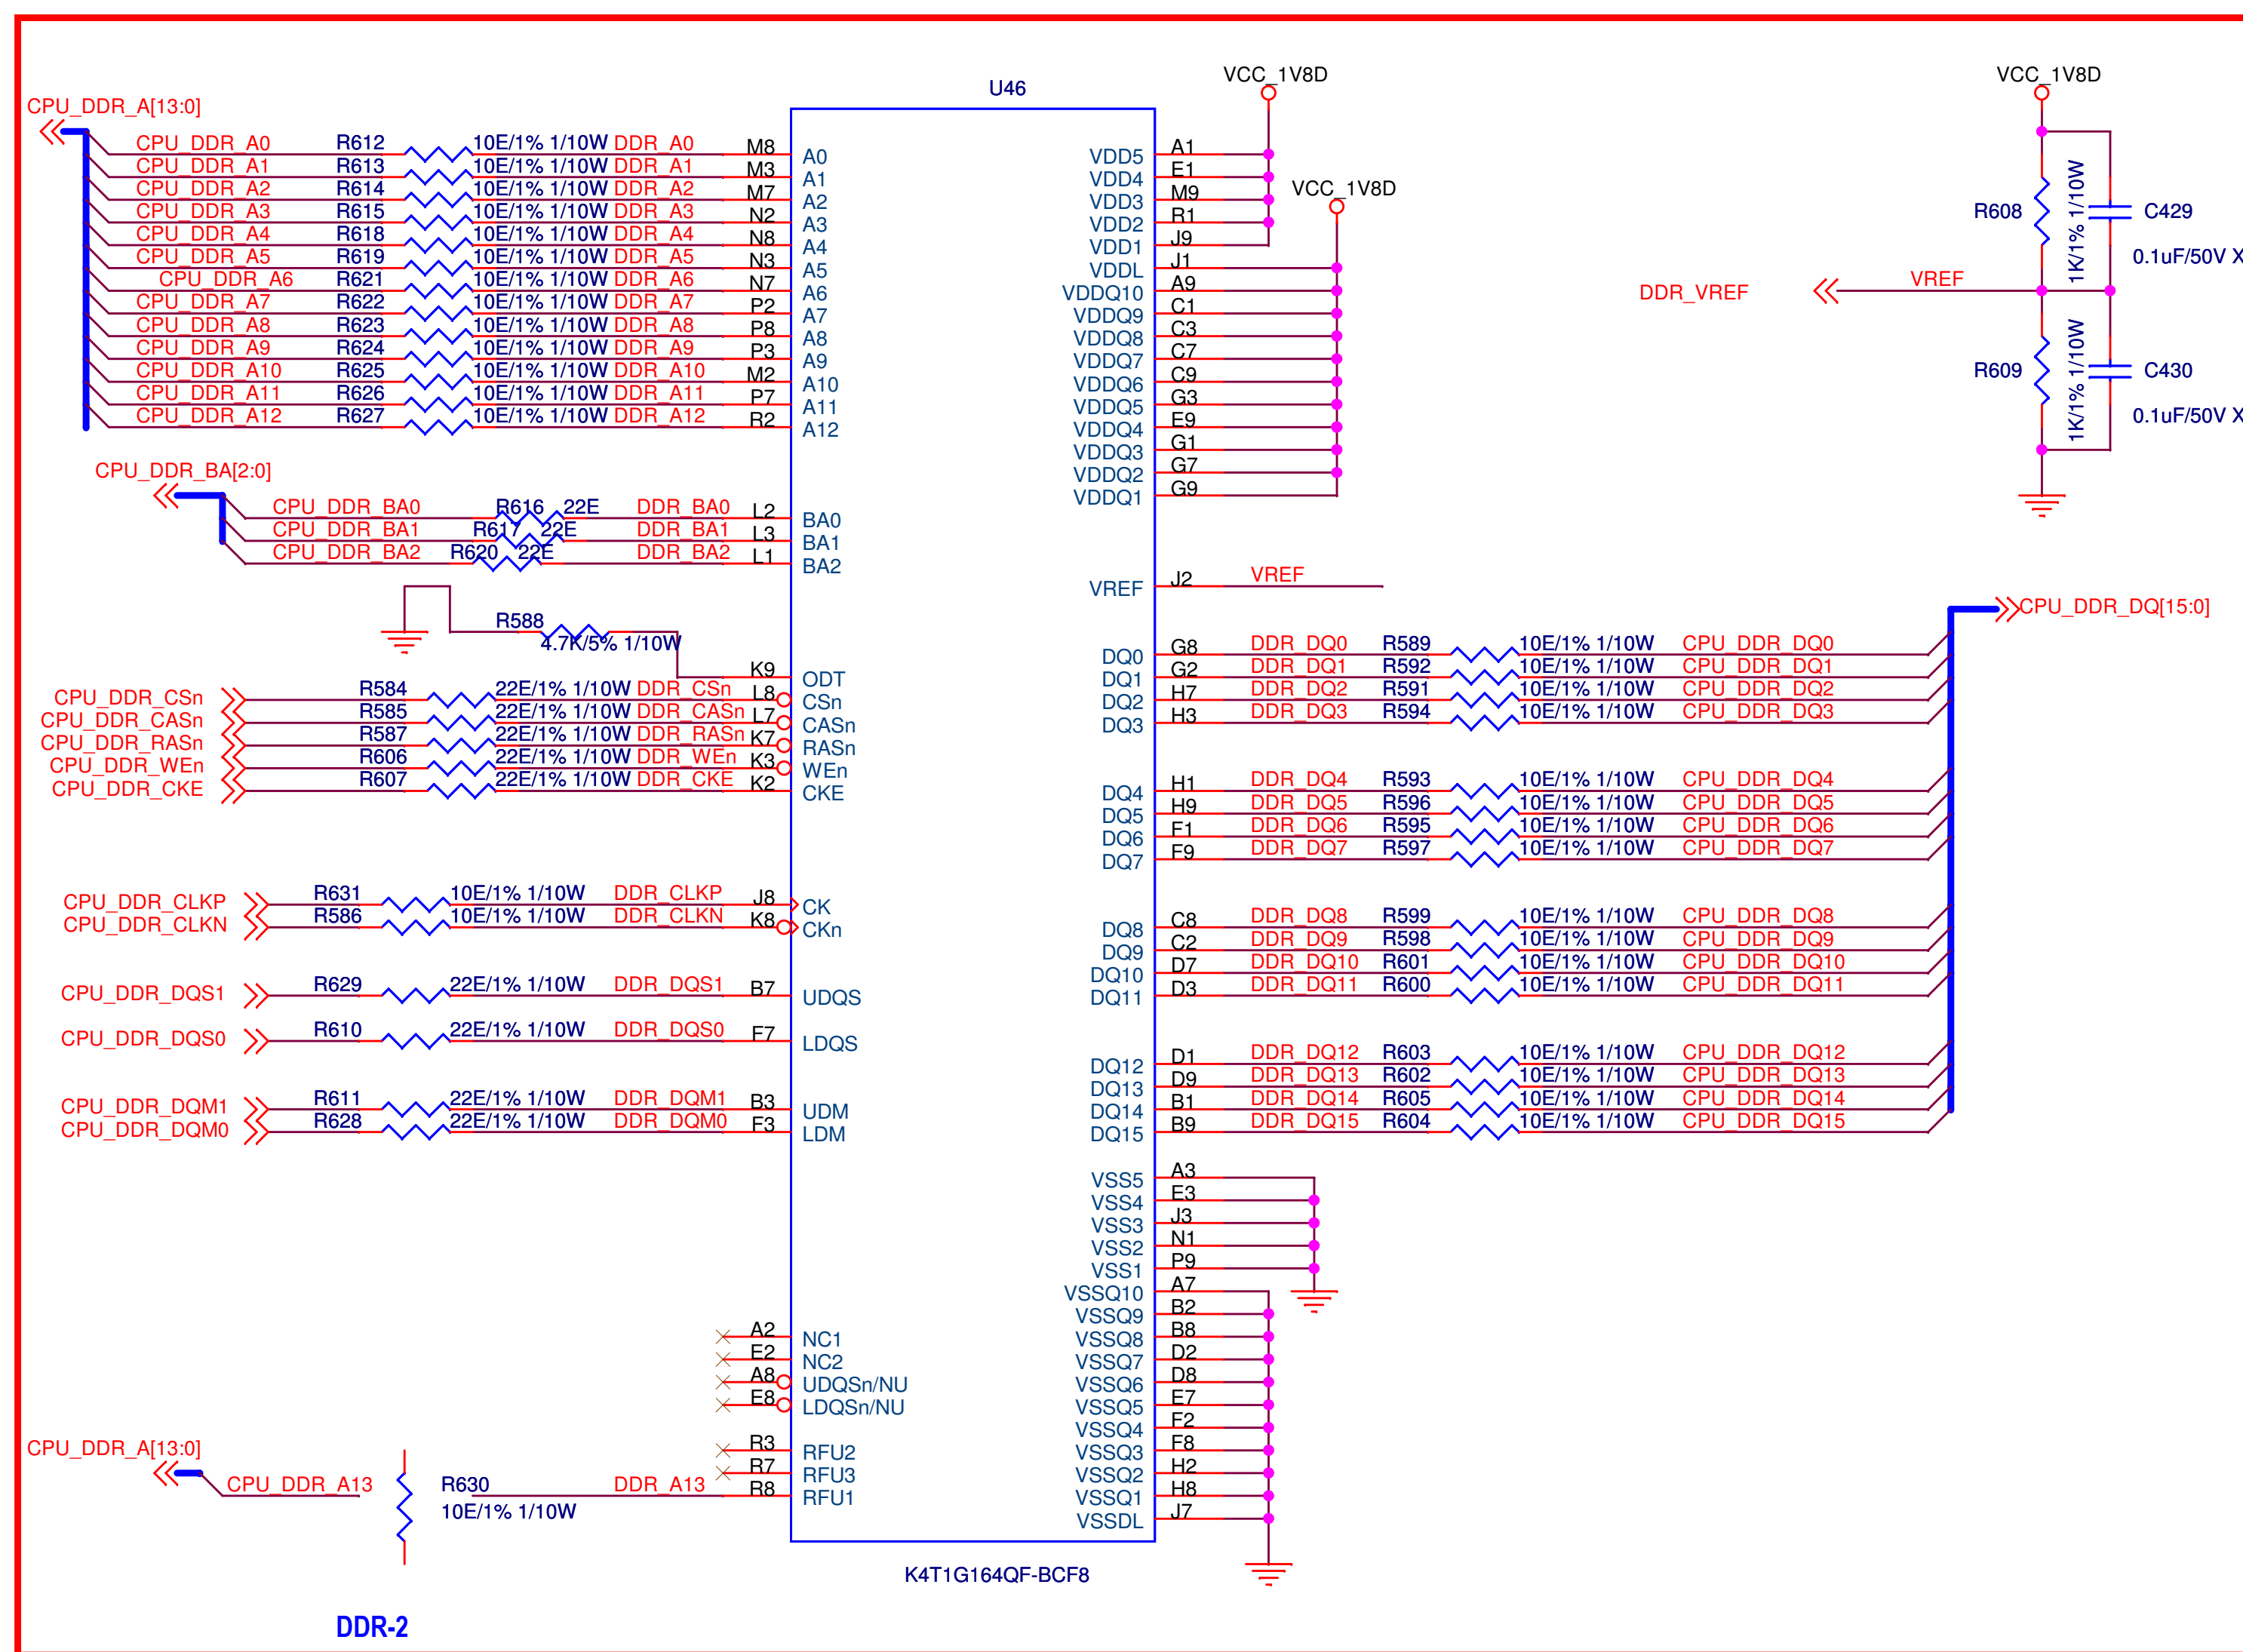 U46
VCC_1V8D
VCC_1V8D
VCC_1V8D
CPU_DDR_A[13:0]
CPU_DDR_A0 R612 10E/1% 1/10W DDR_A0 M8 A0
CPU_DDR_A1 R613 10E/1% 1/10W DDR_A1 M3 A1
CPU_DDR_A2 R614 10E/1% 1/10W DDR_A2 M7 A2
CPU_DDR_A3 R615 10E/1% 1/10W DDR_A3 N2 A3
CPU_DDR_A4 R618 10E/1% 1/10W DDR_A4 N8 A4
CPU_DDR_A5 R619 10E/1% 1/10W DDR_A5 N3 A5
CPU_DDR_A6 R621 10E/1% 1/10W DDR_A6 N7 A6
CPU_DDR_A7 R622 10E/1% 1/10W DDR_A7 P2 A7
CPU_DDR_A8 R623 10E/1% 1/10W DDR_A8 P8 A8
CPU_DDR_A9 R624 10E/1% 1/10W DDR_A9 P3 A9
CPU_DDR_A10 R625 10E/1% 1/10W DDR_A10 M2 A10
CPU_DDR_A11 R626 10E/1% 1/10W DDR_A11 P7 A11
CPU_DDR_A12 R627 10E/1% 1/10W DDR_A12 R2 A12
CPU_DDR_BA[2:0]
CPU_DDR_BA0 R616 22E DDR_BA0 L2 BA0
CPU_DDR_BA1 R617 22E DDR_BA1 L3 BA1
CPU_DDR_BA2 R620 22E DDR_BA2 L1 BA2
R588
4.7K/5% 1/10W
K9 ODT
CPU_DDR_CSn R584 22E/1% 1/10W DDR_CSn L8 CSn
CPU_DDR_CASn R585 22E/1% 1/10W DDR_CASn L7 CASn
CPU_DDR_RASn R587 22E/1% 1/10W DDR_RASn K7 RASn
CPU_DDR_WEn R606 22E/1% 1/10W DDR_WEn K3 WEn
CPU_DDR_CKE R607 22E/1% 1/10W DDR_CKE K2 CKE
CPU_DDR_CLKP R631 10E/1% 1/10W DDR_CLKP J8 CK
CPU_DDR_CLKN R586 10E/1% 1/10W DDR_CLKN K8 CKn
CPU_DDR_DQS1 R629 22E/1% 1/10W DDR_DQS1 B7 UDQS
CPU_DDR_DQS0 R610 22E/1% 1/10W DDR_DQS0 F7 LDQS
CPU_DDR_DQM1 R611 22E/1% 1/10W DDR_DQM1 B3 UDM
CPU_DDR_DQM0 R628 22E/1% 1/10W DDR_DQM0 F3 LDM
A2 NC1
E2 NC2
A8 UDQSn/NU
E8 LDQSn/NU
R3 RFU2
R7 RFU3
CPU_DDR_A[13:0]
CPU_DDR_A13 R630 DDR_A13 R8 RFU1
10E/1% 1/10W
VDD5 A1
VDD4 E1
VDD3 M9
VDD2 R1
VDD1 J9
VDDL J1
VDDQ10 A9
VDDQ9 C1
VDDQ8 C3
VDDQ7 C7
VDDQ6 C9
VDDQ5 G3
VDDQ4 E9
VDDQ3 G1
VDDQ2 G7
VDDQ1 G9
VREF J2 VREF
CPU_DDR_DQ[15:0]
DQ0 G8 DDR_DQ0 R589 10E/1% 1/10W CPU_DDR_DQ0
DQ1 G2 DDR_DQ1 R592 10E/1% 1/10W CPU_DDR_DQ1
DQ2 H7 DDR_DQ2 R591 10E/1% 1/10W CPU_DDR_DQ2
DQ3 H3 DDR_DQ3 R594 10E/1% 1/10W CPU_DDR_DQ3
DQ4 H1 DDR_DQ4 R593 10E/1% 1/10W CPU_DDR_DQ4
DQ5 H9 DDR_DQ5 R596 10E/1% 1/10W CPU_DDR_DQ5
DQ6 F1 DDR_DQ6 R595 10E/1% 1/10W CPU_DDR_DQ6
DQ7 F9 DDR_DQ7 R597 10E/1% 1/10W CPU_DDR_DQ7
DQ8 C8 DDR_DQ8 R599 10E/1% 1/10W CPU_DDR_DQ8
DQ9 C2 DDR_DQ9 R598 10E/1% 1/10W CPU_DDR_DQ9
DQ10 D7 DDR_DQ10 R601 10E/1% 1/10W CPU_DDR_DQ10
DQ11 D3 DDR_DQ11 R600 10E/1% 1/10W CPU_DDR_DQ11
DQ12 D1 DDR_DQ12 R603 10E/1% 1/10W CPU_DDR_DQ12
DQ13 D9 DDR_DQ13 R602 10E/1% 1/10W CPU_DDR_DQ13
DQ14 B1 DDR_DQ14 R605 10E/1% 1/10W CPU_DDR_DQ14
DQ15 B9 DDR_DQ15 R604 10E/1% 1/10W CPU_DDR_DQ15
VSS5 A3
VSS4 E3
VSS3 J3
VSS2 N1
VSS1 P9
VSSQ10 A7
VSSQ9 B2
VSSQ8 B8
VSSQ7 D2
VSSQ6 D8
VSSQ5 E7
VSSQ4 F2
VSSQ3 F8
VSSQ2 H2
VSSQ1 H8
VSSDL J7
K4T1G164QF-BCF8
R608 1K/1% 1/10W C429
0.1uF/50V X
DDR_VREF VREF
R609 1K/1% 1/10W C430
0.1uF/50V X
DDR-2